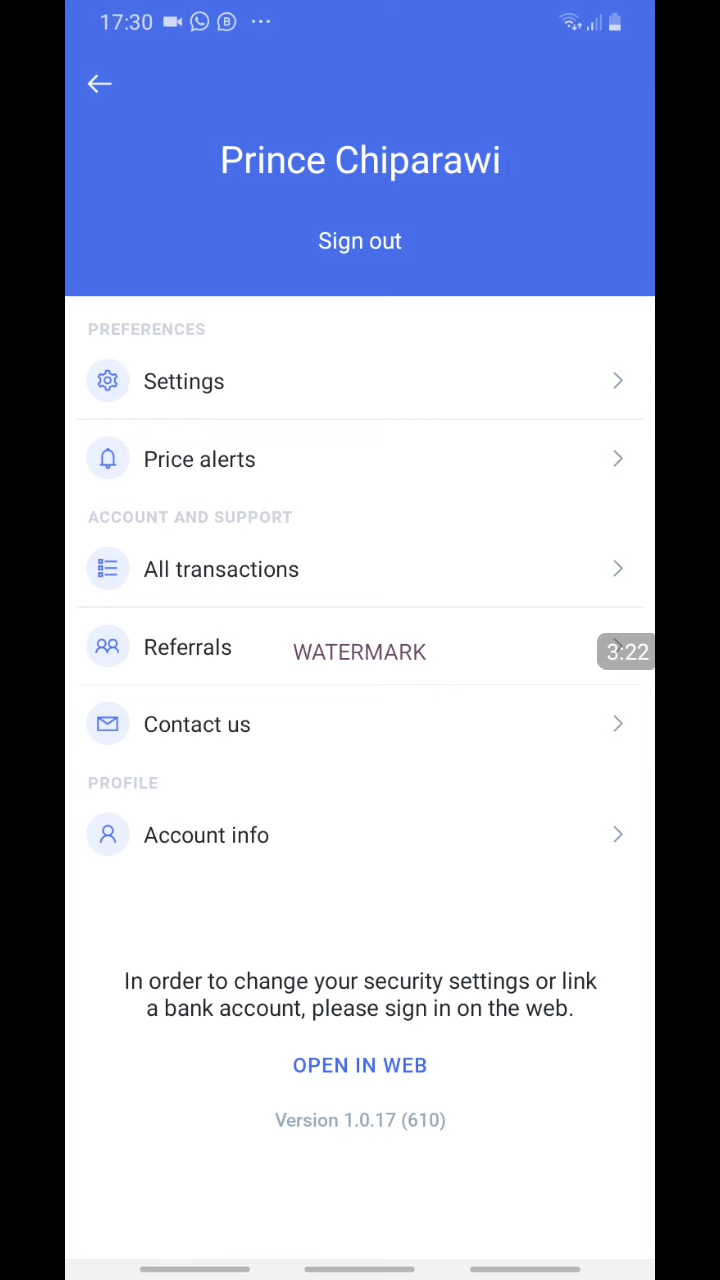 17:30
Prince Chiparawi
Sign out
PREFERENCES
Settings
Price alerts
ACCOUNT AND SUPPORT
All transactions
Referrals
WATERMARK
3:22
Contact us
PROFILE
Account info
In order to change your security settings or link
a bank account, please sign in on the web.
OPEN IN WEB
Version 1.0.17 (610)